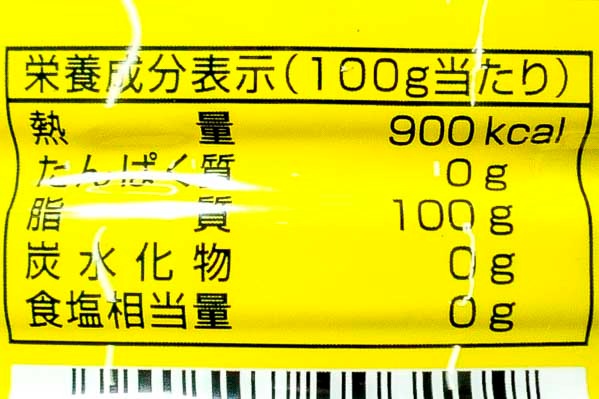 栄養成分表示(100g当たり)
熱量 900kcal
たんぱく質 0g
脂質 100g
炭水化物 0g
食塩相当量 0g